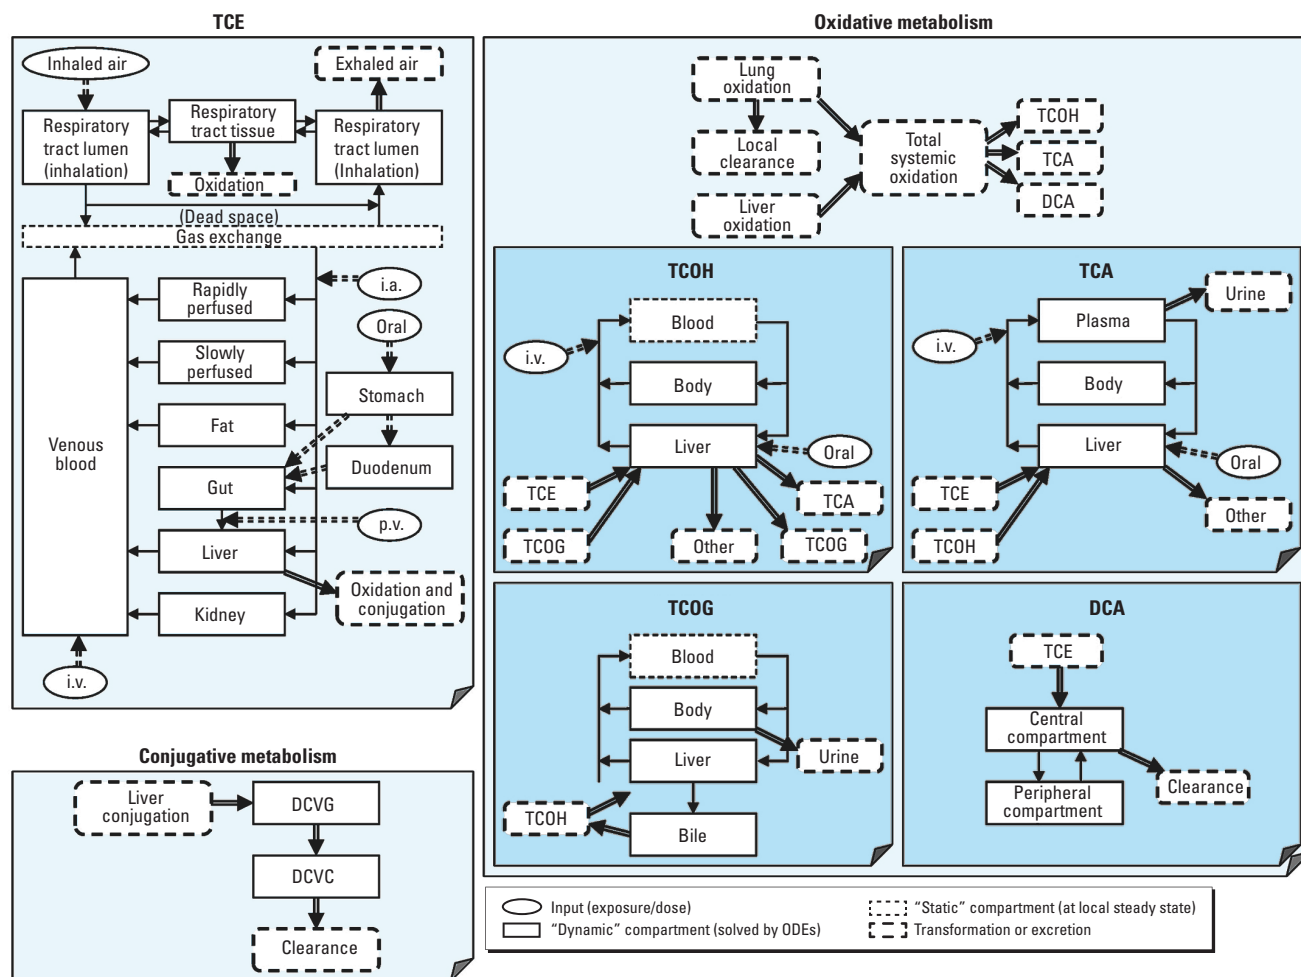 TCE
Inhaled air
Exhaled air
Respiratory
tract lumen
(inhalation)
Respiratory
tract tissue
Respiratory
tract lumen
(Inhalation)
Oxidation
(Dead space)
Gas exchange
Venous
blood
Rapidly
perfused
i.a.
Oral
Slowly
perfused
Stomach
Fat
Duodenum
Gut
p.v.
Liver
Oxidation and
conjugation
Kidney
i.v.
Conjugative metabolism
Liver
conjugation
DCVG
DCVC
Clearance
Oxidative metabolism
Lung
oxidation
Local
clearance
Liver
oxidation
Total
systemic
oxidation
TCOH
TCA
DCA
TCOH
Blood
i.v.
Body
Liver
Oral
TCE
TCOG
TCA
Other
TCOG
TCA
Urine
Plasma
i.v.
Body
Liver
Oral
TCE
TCOH
Other
TCOG
Blood
Body
Liver
Urine
TCOH
Bile
DCA
TCE
Central
compartment
Peripheral
compartment
Clearance
Input (exposure/dose)
"Dynamic" compartment (solved by ODEs)
"Static" compartment (at local steady state)
Transformation or excretion